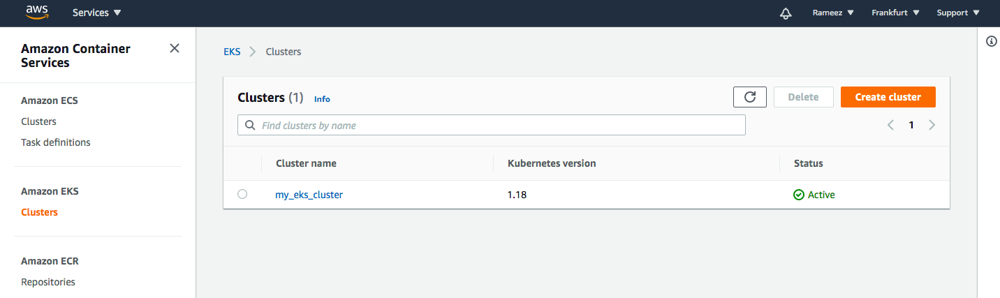 aws Services Rameez Frankfurt Support
Amazon Container
Services
Amazon ECS
Clusters
Task definitions
Amazon EKS
Clusters
Amazon ECR
Repositories
EKS Clusters
Clusters (1) Info Delete Create cluster
Find clusters by name 1
Cluster name Kubernetes version Status
my_eks_cluster 1.18 Active